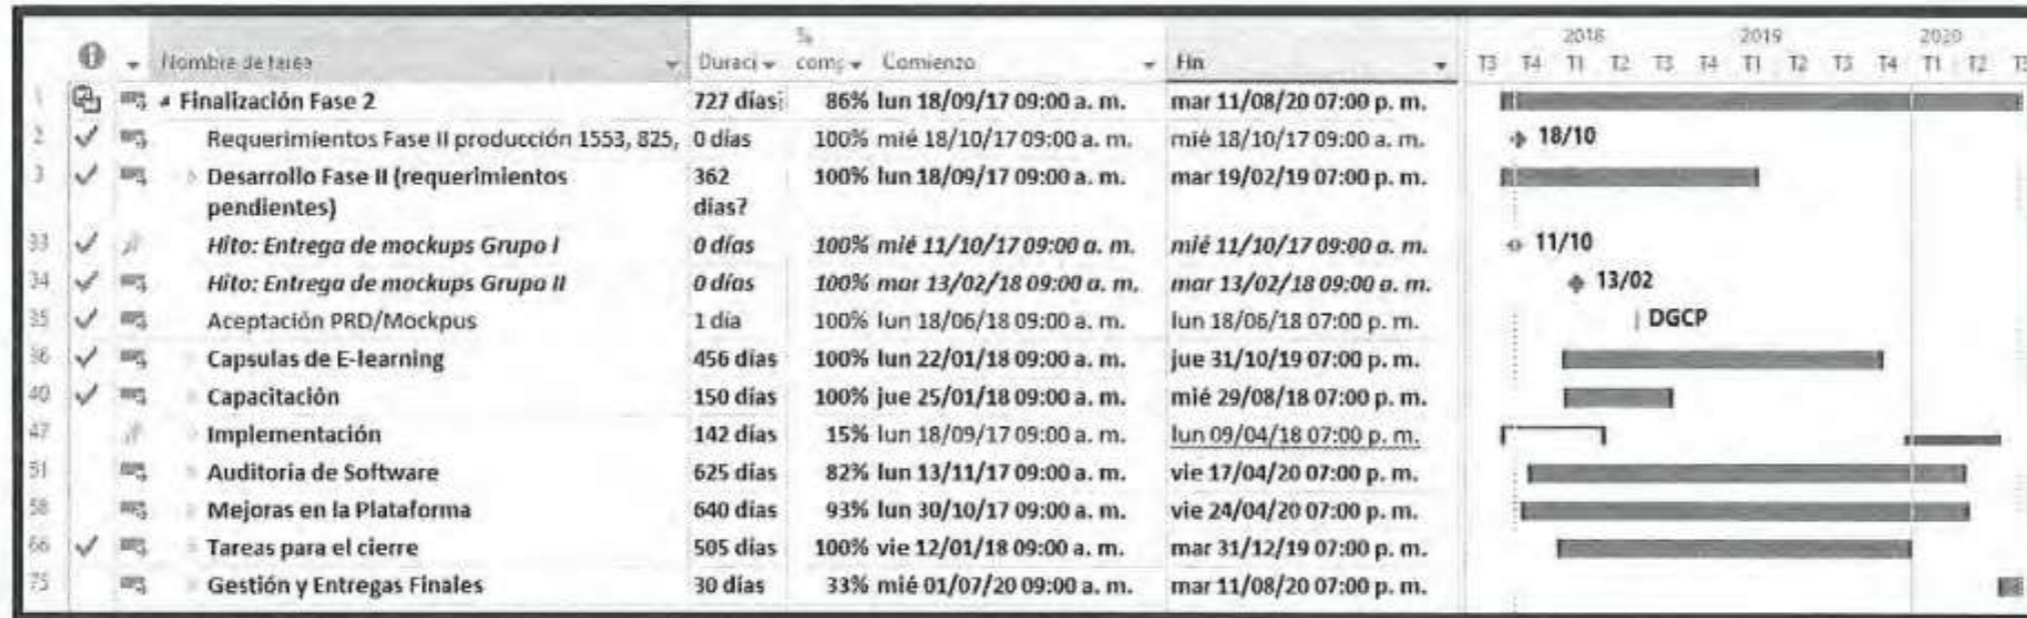 2018 2019 2020
Nombre de tarea Duraci % comp Comienzo Fin T3 T4 T1 T2 T3 T4 T1 T2 T3 T4 T1 T2 T3
1 Finalización Fase 2 727 días 86% lun 18/09/17 09:00 a. m. mar 11/08/20 07:00 p. m.
2 Requerimientos Fase II producción 1553, 825, 0 días 100% mié 18/10/17 09:00 a. m. mié 18/10/17 09:00 a. m. 18/10
3 Desarrollo Fase II (requerimientos 362 100% lun 18/09/17 09:00 a. m. mar 19/02/19 07:00 p. m.
pendientes) días?
33 Hito: Entrega de mockups Grupo I 0 días 100% mié 11/10/17 09:00 a. m. mié 11/10/17 09:00 a. m. 11/10
34 Hito: Entrega de mockups Grupo II 0 días 100% mar 13/02/18 09:00 a. m. mar 13/02/18 09:00 a. m. 13/02
35 Aceptación PRD/Mockpus 1 día 100% lun 18/06/18 09:00 a. m. lun 18/06/18 07:00 p. m. DGCP
36 Capsulas de E-learning 456 días 100% lun 22/01/18 09:00 a. m. jue 31/10/19 07:00 p. m.
40 Capacitación 150 días 100% jue 25/01/18 09:00 a. m. mié 29/08/18 07:00 p. m.
47 Implementación 142 días 15% lun 18/09/17 09:00 a. m. lun 09/04/18 07:00 p. m.
51 Auditoria de Software 625 días 82% lun 13/11/17 09:00 a. m. vie 17/04/20 07:00 p. m.
58 Mejoras en la Plataforma 640 días 93% lun 30/10/17 09:00 a. m. vie 24/04/20 07:00 p. m.
66 Tareas para el cierre 505 días 100% vie 12/01/18 09:00 a. m. mar 31/12/19 07:00 p. m.
75 Gestión y Entregas Finales 30 días 33% mié 01/07/20 09:00 a. m. mar 11/08/20 07:00 p. m.